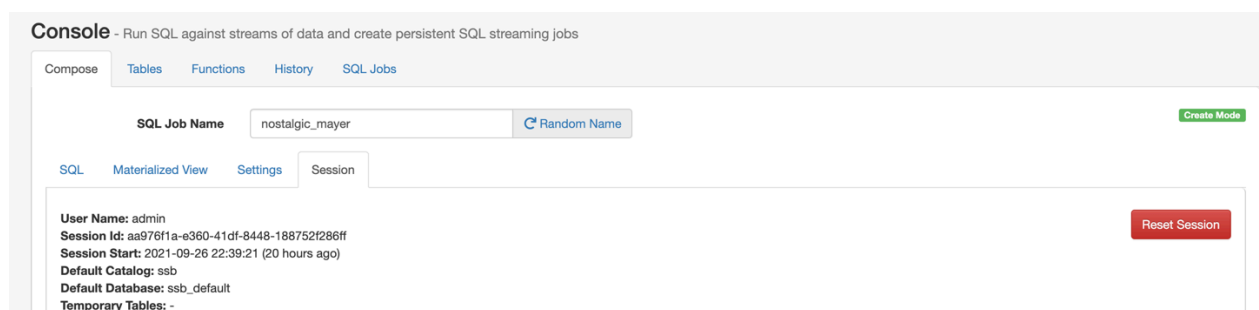 Console - Run SQL against streams of data and create persistent SQL streaming jobs
Compose Tables Functions History SQL Jobs
SQL Job Name nostalgic_mayer Random Name Create Mode
SQL Materialized View Settings Session
User Name: admin Reset Session
Session Id: aa976f1a-e360-41df-8448-188752f286ff
Session Start: 2021-09-26 22:39:21 (20 hours ago)
Default Catalog: ssb
Default Database: ssb_default
Temporary Tables: -